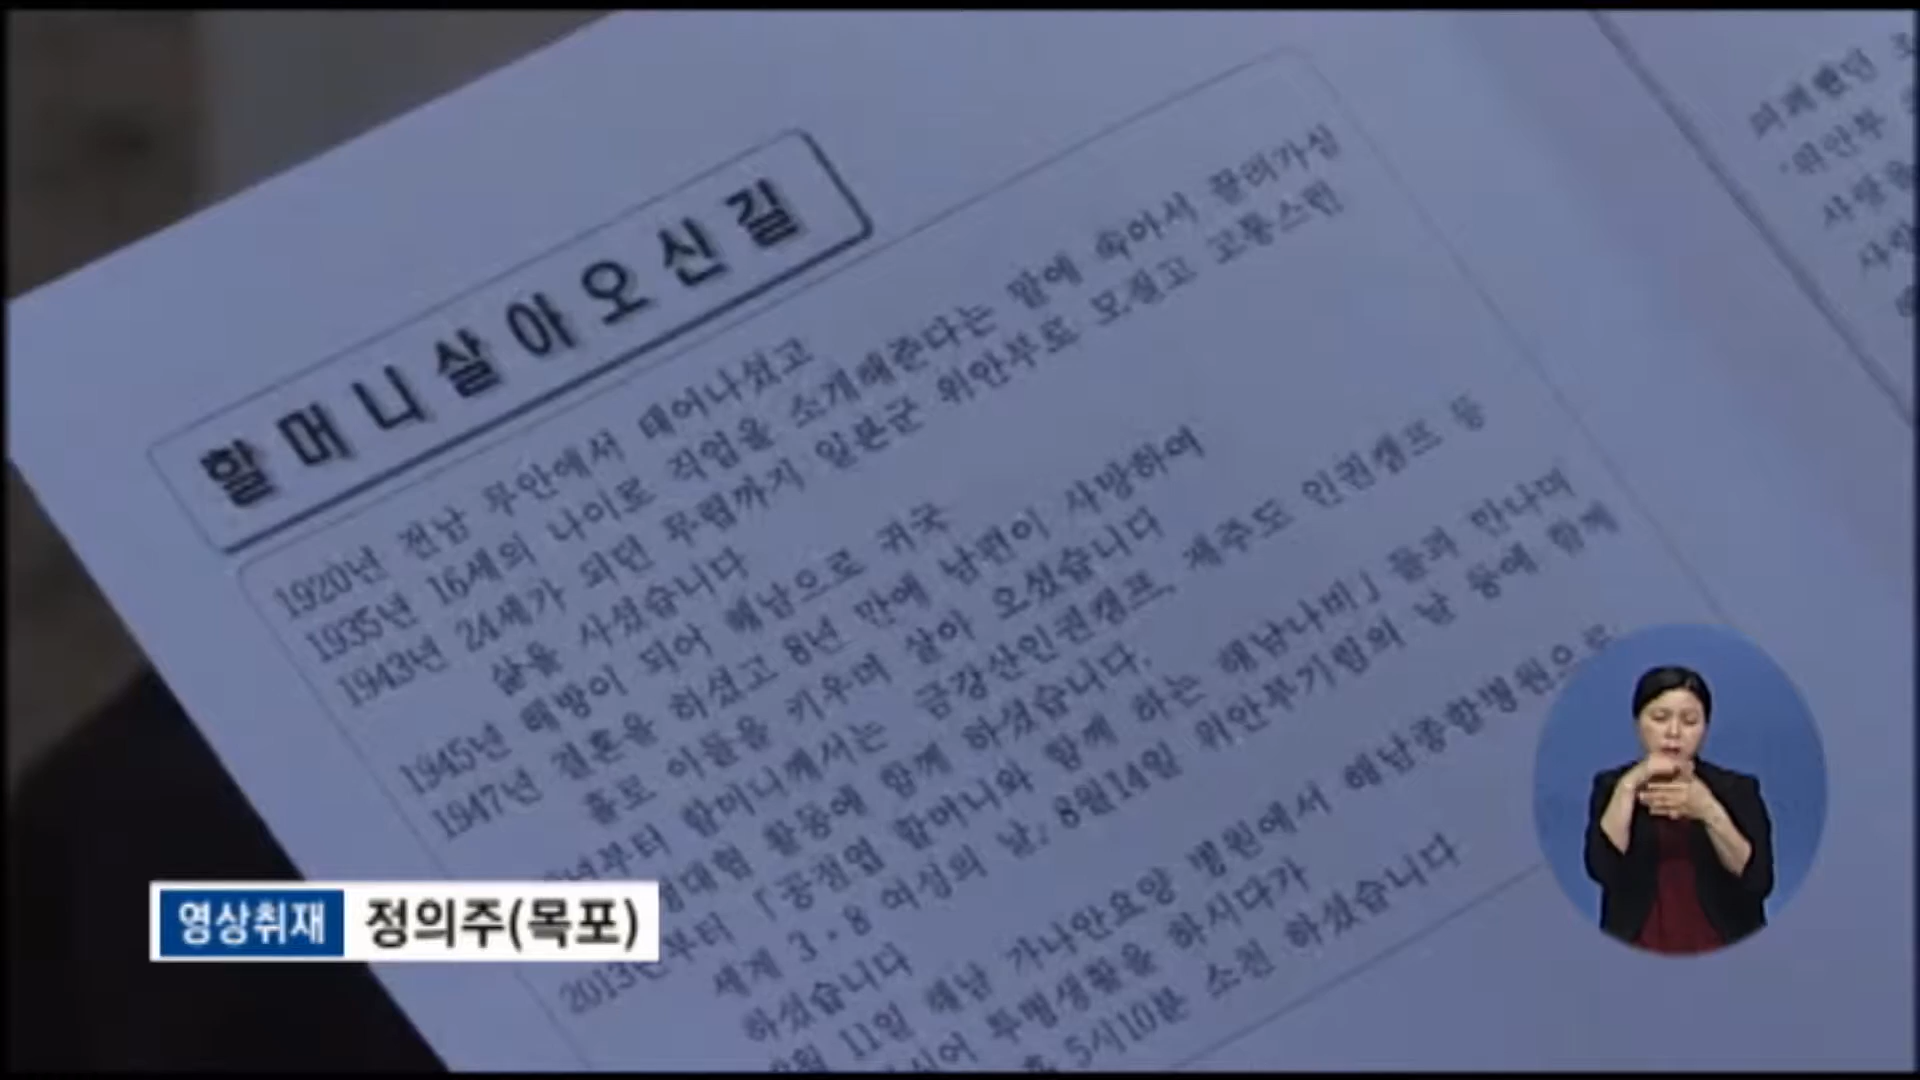 할머니살아오신길
1920년 전남 무안에서 태어나셨고
1935년 16세의 나이로 직업을 소개해준다는 말에 속아서 끌려가심
1943년 24세가 되던 무렵까지 일본군 위안부로 모질고 고통스런
삶을 사셨습니다
1945년 해방이 되어 해남으로 귀국
1947년 결혼을 하셨고 8년 만에 남편이 사망하여
홀로 아들을 키우며 살아 오셨습니다
년부터 할머니께서는 금강산인권캠프, 제주도 인권캠프 등
활동에 함께 하셨습니다.
2013년부터 「공점엽 할머니와 함께 하는 해남나비」들과 만나며
세계 3·8 여성의 날, 8월14일 위안부기림의 날 등에 함께
하셨습니다
11일 해남 가나안요양 병원에서 해남종합병원으로
투병생활을 하시다가
5시10분 소천 하셨습니다
'위안부
영상취재 정의주(목포)